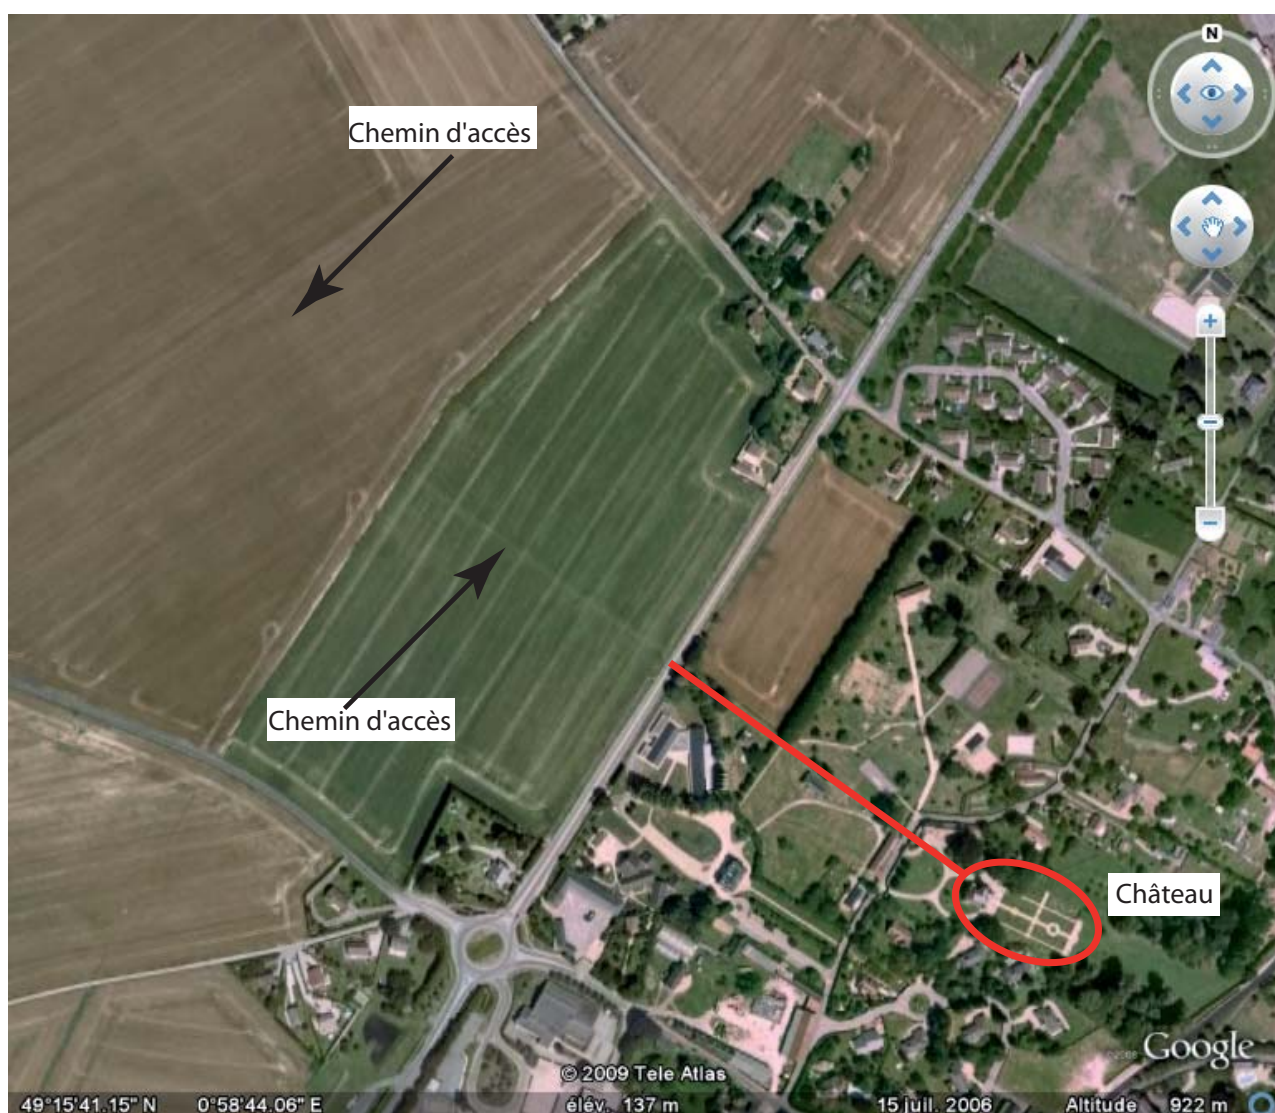 N
Chemin d'accès
+
−
−
Chemin d'accès
Château
Google
© 2009 Tele Atlas
49°15'41.15" N 0°58'44.06" E élév. 137 m 15 juil. 2006 Altitude 922 m